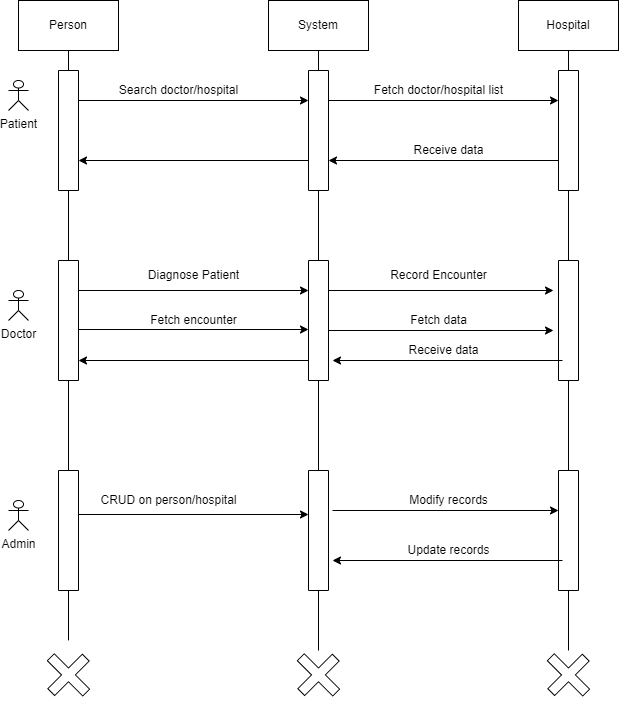 Person
System
Hospital
Search doctor/hospital
Fetch doctor/hospital list
Patient
Receive data
Diagnose Patient
Record Encounter
Fetch encounter
Fetch data
Doctor
Receive data
CRUD on person/hospital
Modify records
Admin
Update records